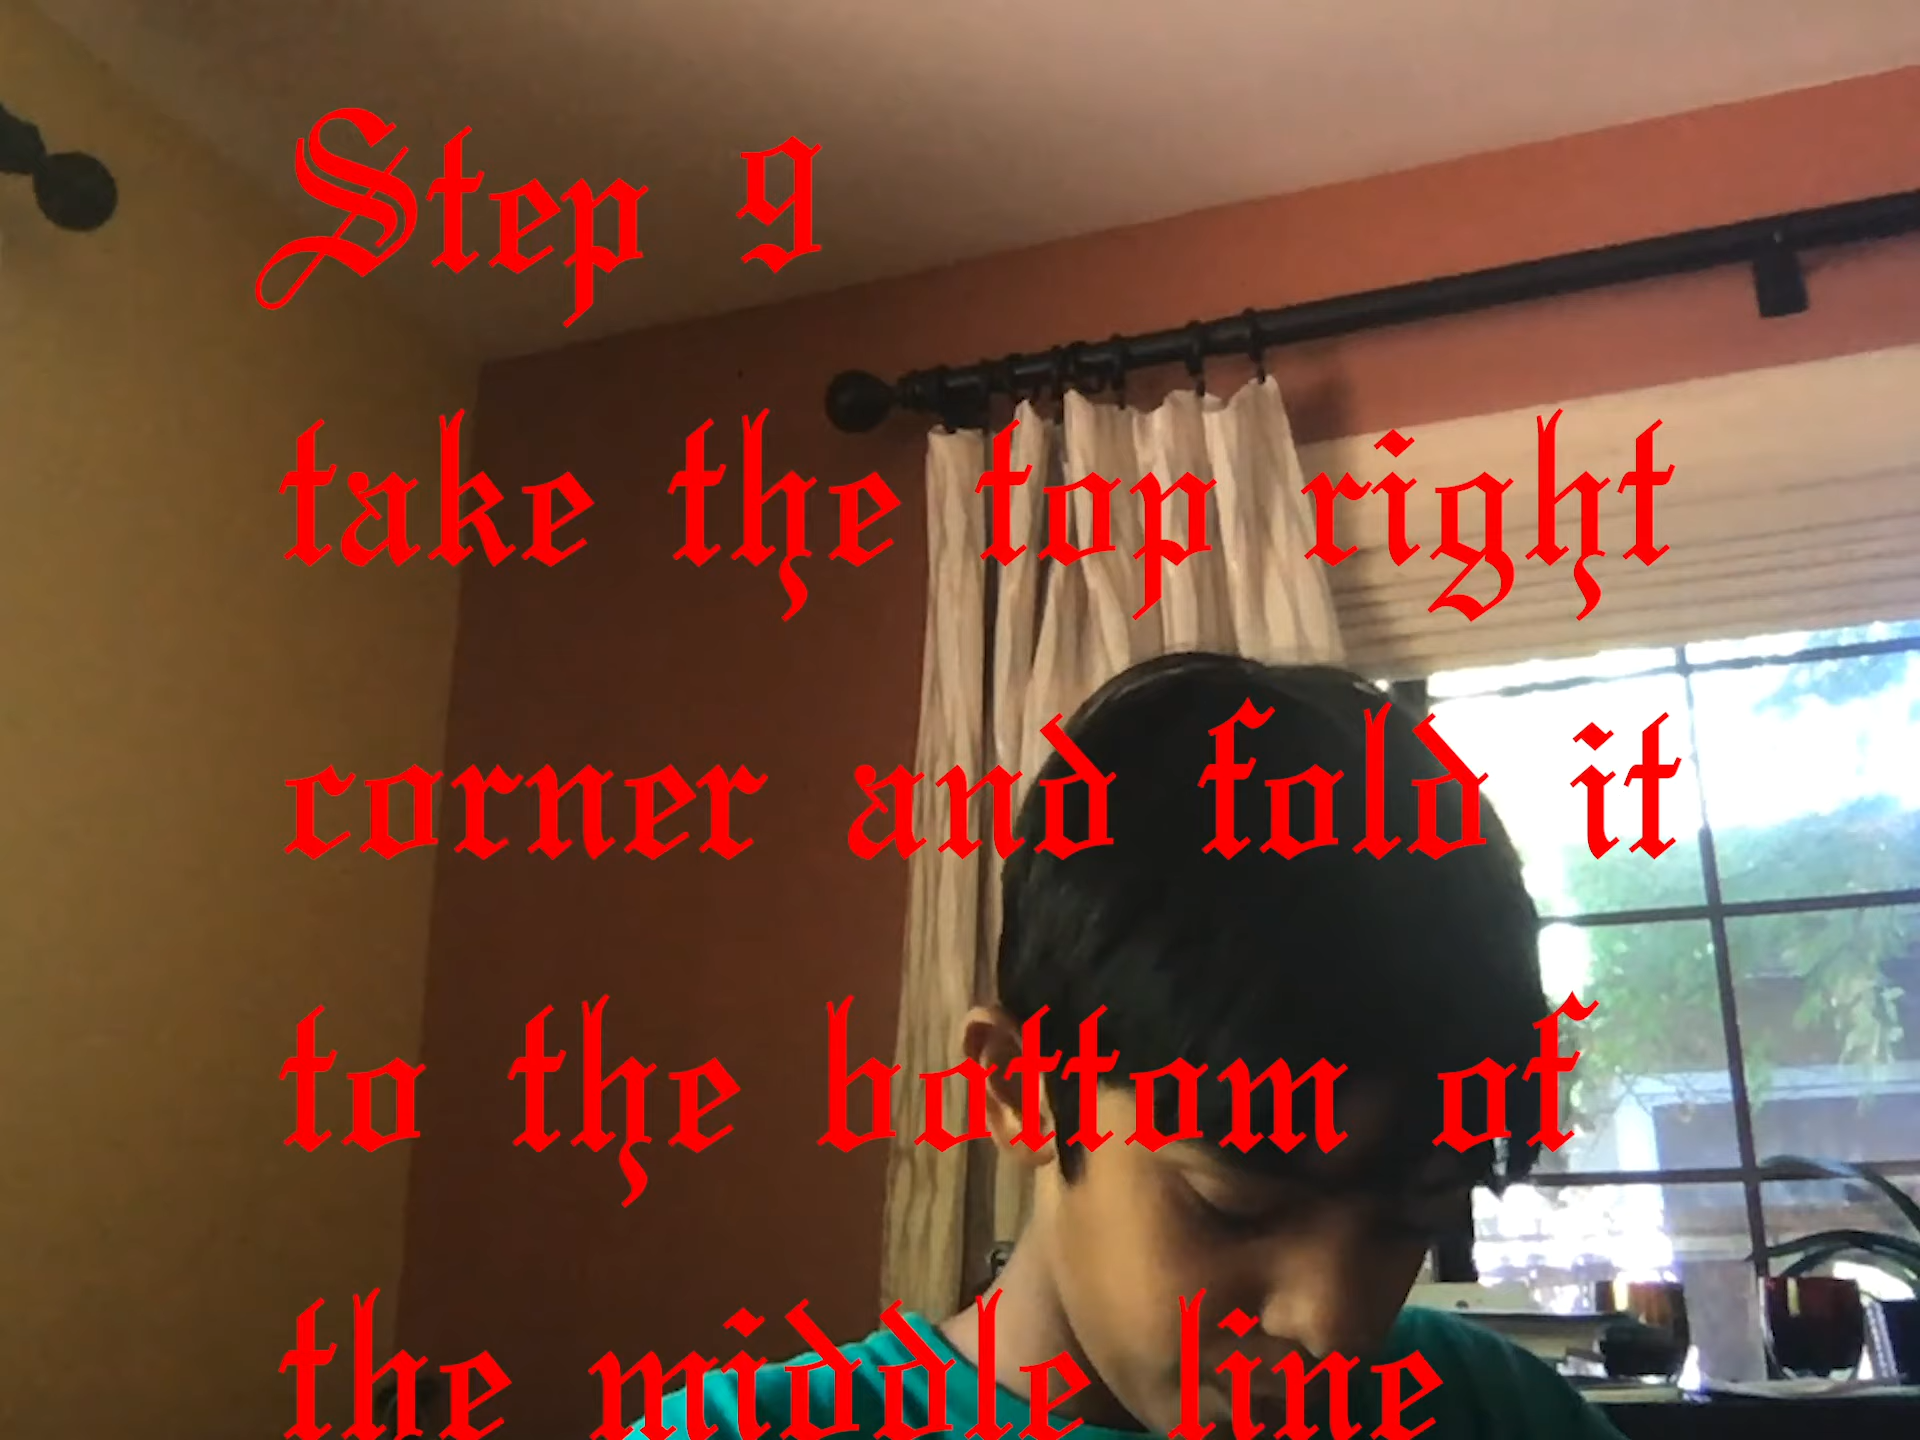 Step 9
take the top right
corner and fold it
to the bottom of
the middle line